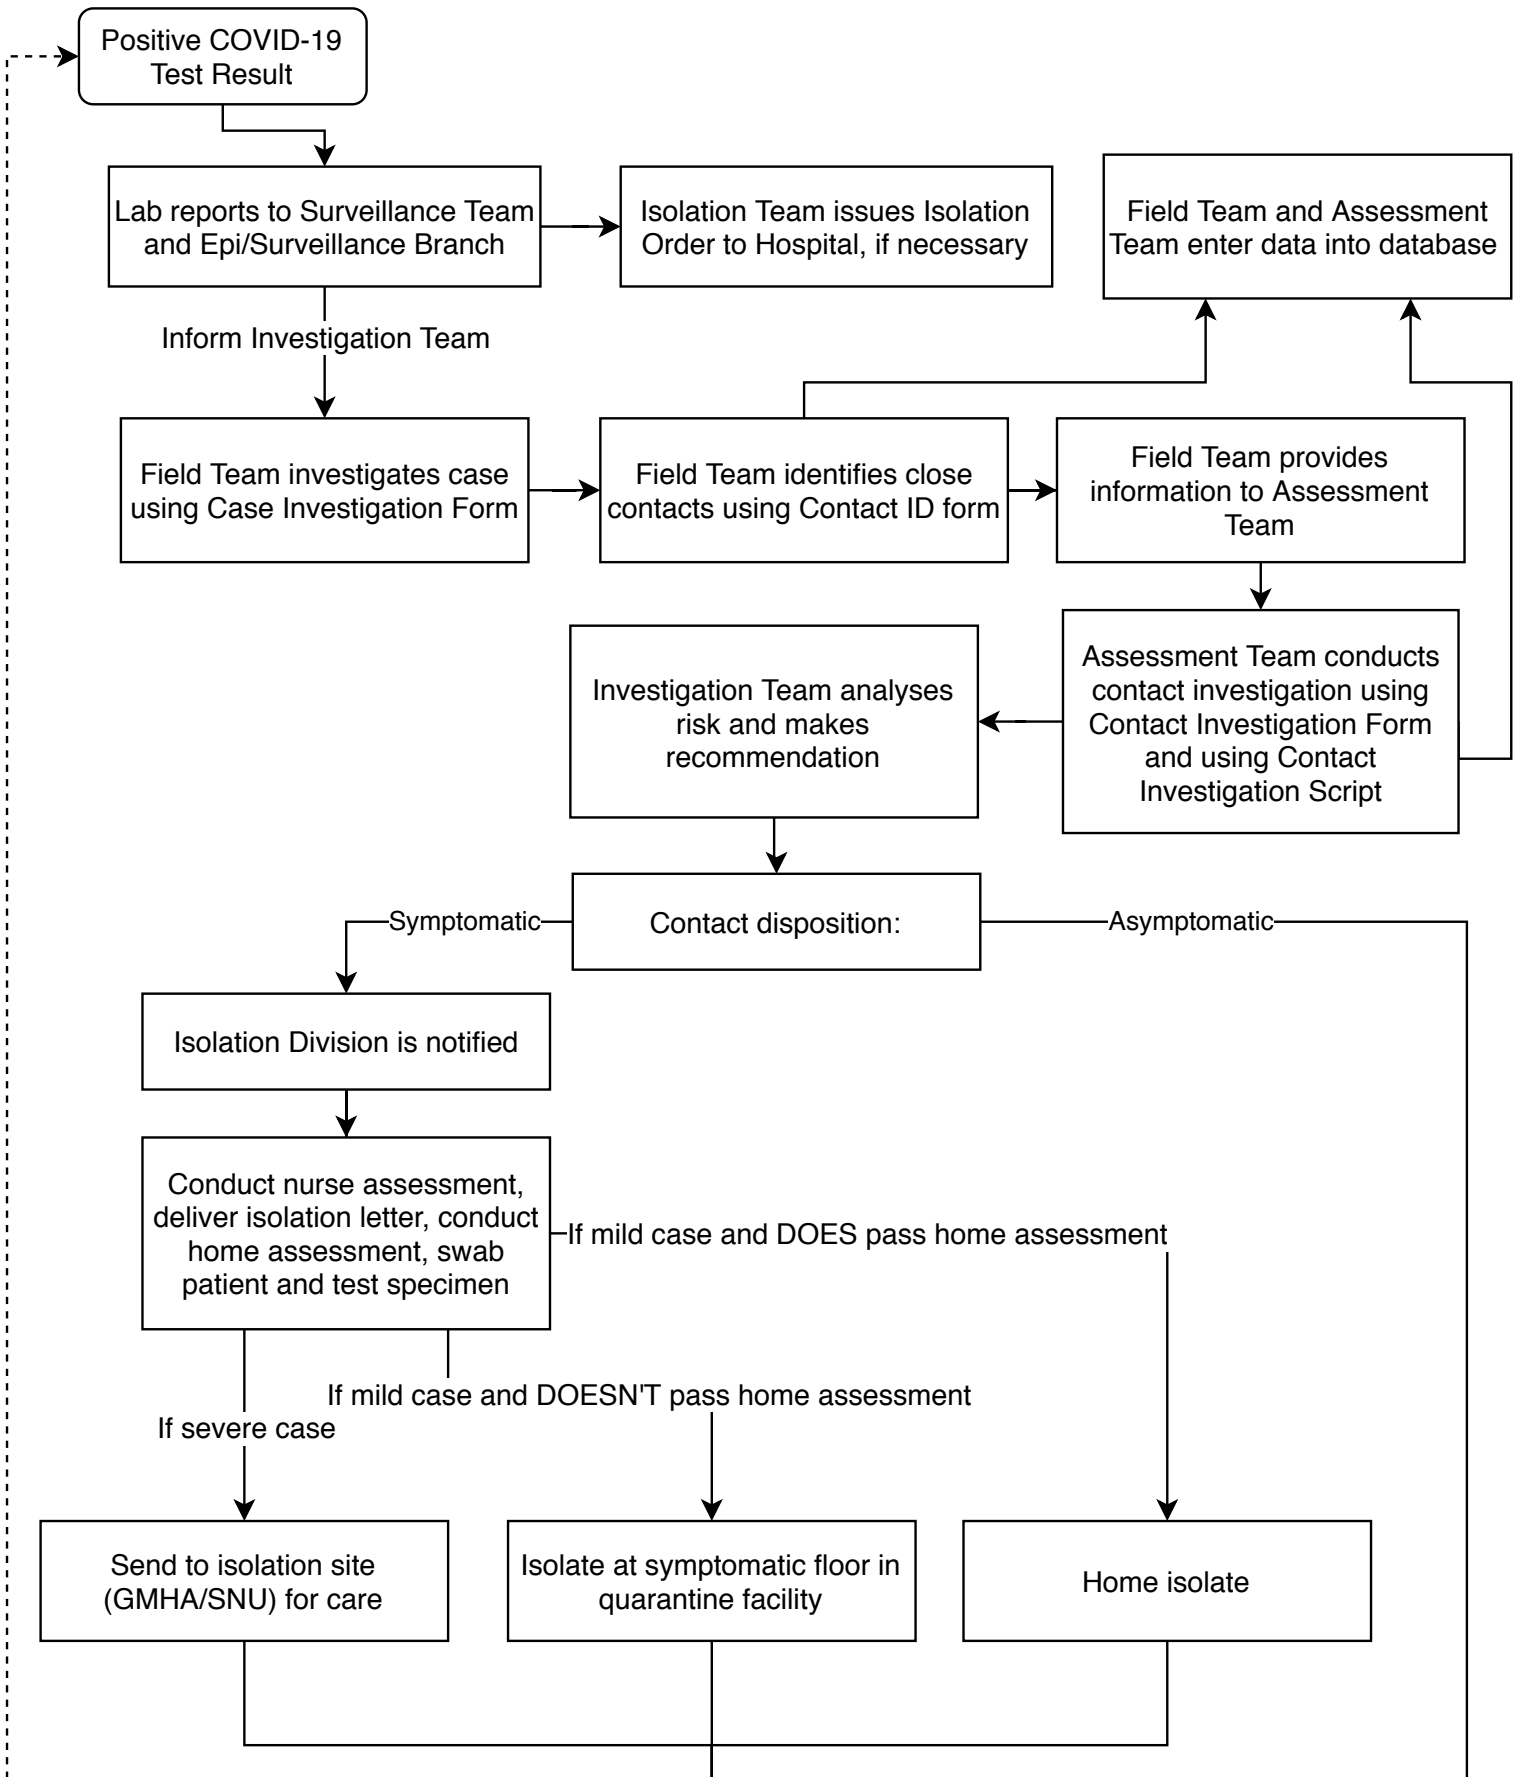 Positive COVID-19
Test Result
Lab reports to Surveillance Team
and Epi/Surveillance Branch
Isolation Team issues Isolation
Order to Hospital, if necessary
Field Team and Assessment
Team enter data into database
Inform Investigation Team
Field Team investigates case
using Case Investigation Form
Field Team identifies close
contacts using Contact ID form
Field Team provides
information to Assessment
Team
Assessment Team conducts
contact investigation using
Contact Investigation Form
and using Contact
Investigation Script
Investigation Team analyses
risk and makes
recommendation
Contact disposition:
Symptomatic
Asymptomatic
Isolation Division is notified
Conduct nurse assessment,
deliver isolation letter, conduct
home assessment, swab
patient and test specimen
If mild case and DOES pass home assessment
If mild case and DOESN'T pass home assessment
If severe case
Send to isolation site
(GMHA/SNU) for care
Isolate at symptomatic floor in
quarantine facility
Home isolate